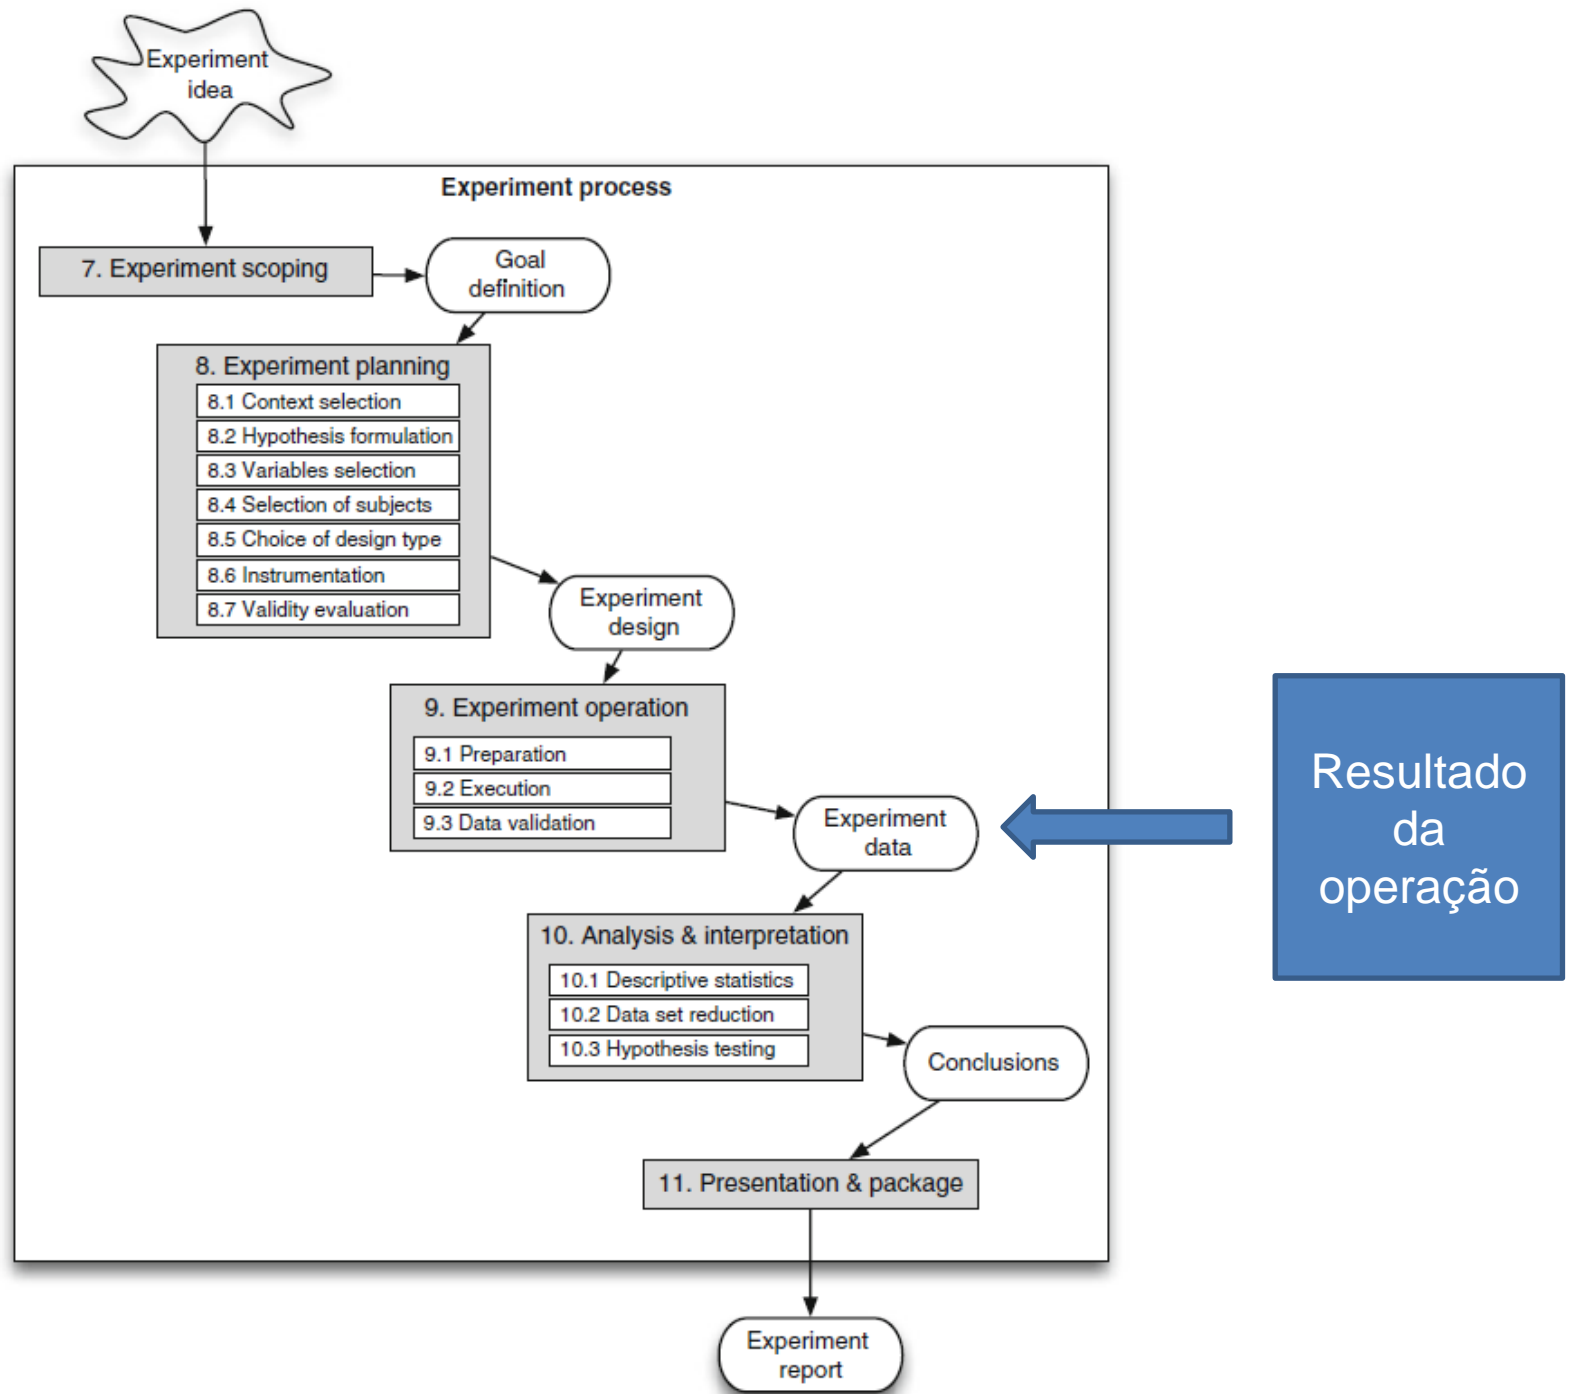 Experiment
idea
Experiment process
7. Experiment scoping
Goal
definition
8. Experiment planning
8.1 Context selection
8.2 Hypothesis formulation
8.3 Variables selection
8.4 Selection of subjects
8.5 Choice of design type
8.6 Instrumentation
8.7 Validity evaluation
Experiment
design
9. Experiment operation
9.1 Preparation
9.2 Execution
9.3 Data validation
Experiment
data
Resultado
da
operação
10. Analysis & interpretation
10.1 Descriptive statistics
10.2 Data set reduction
10.3 Hypothesis testing
Conclusions
11. Presentation & package
Experiment
report